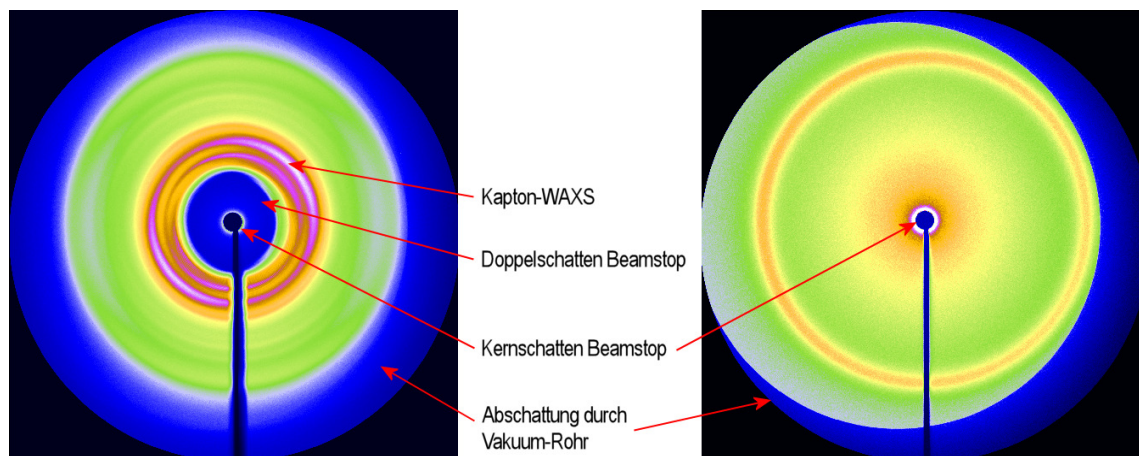 Kapton-WAXS
Doppelschatten Beamstop
Kernschatten Beamstop
Abschattung durch
Vakuum-Rohr